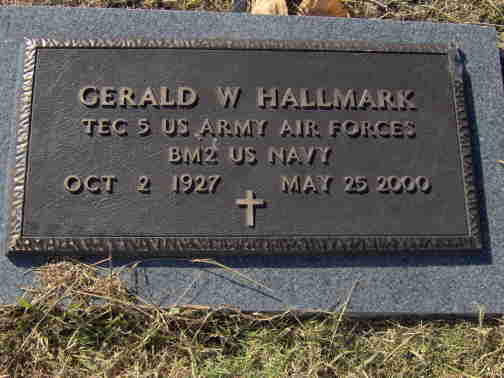 GERALD W HALLMARK
TEC 5 US ARMY AIR FORCES
BM2 US NAVY
OCT 2 1927 MAY 25 2000